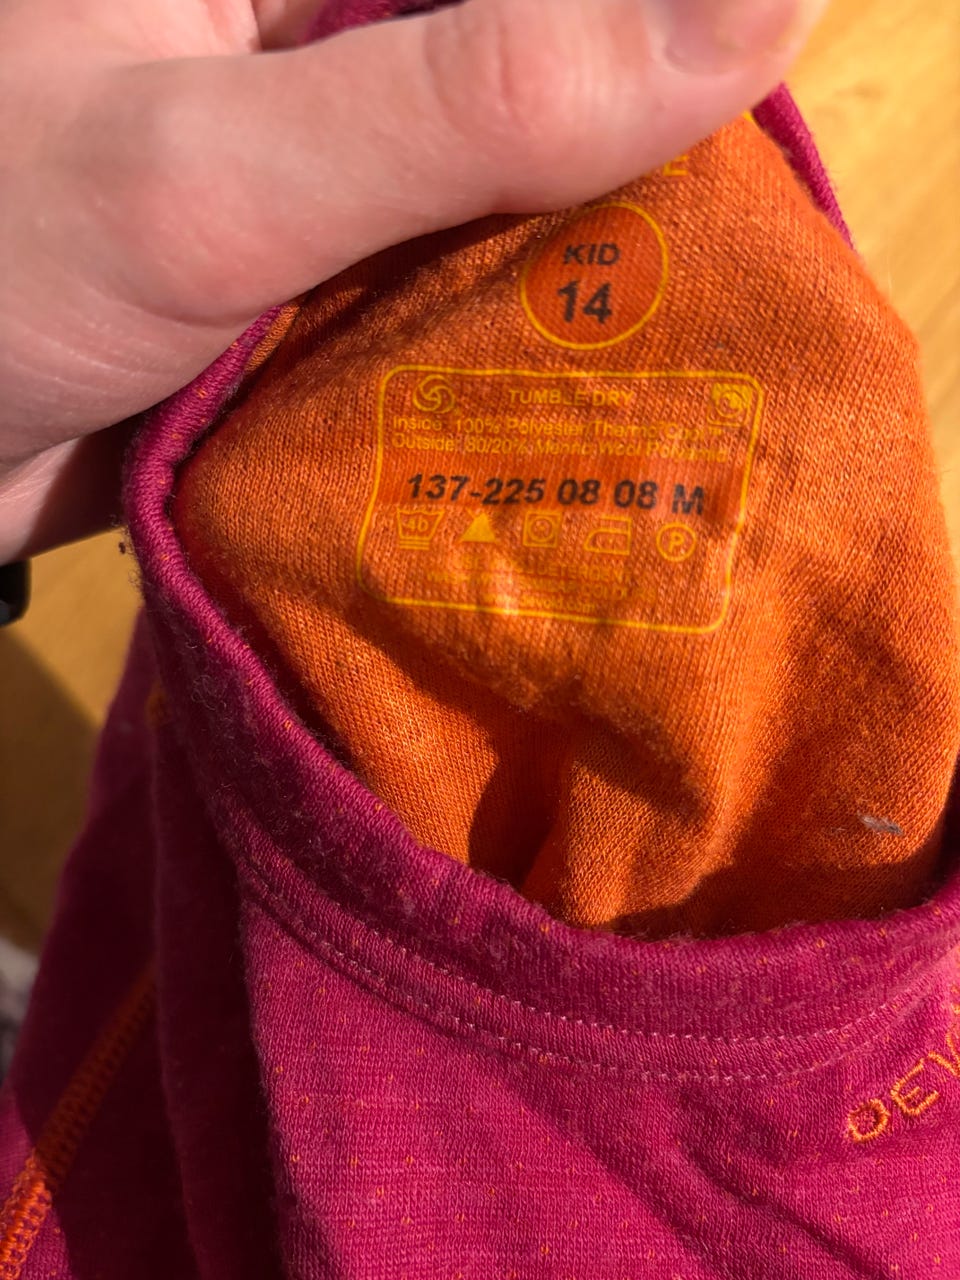 E
KID
14
TUMBLE DRY
Inside: 100% Polyester/Thermo
Outside: 80/20% Merino Wool Polyamid
137-225 08 08 M
40
P
DEV